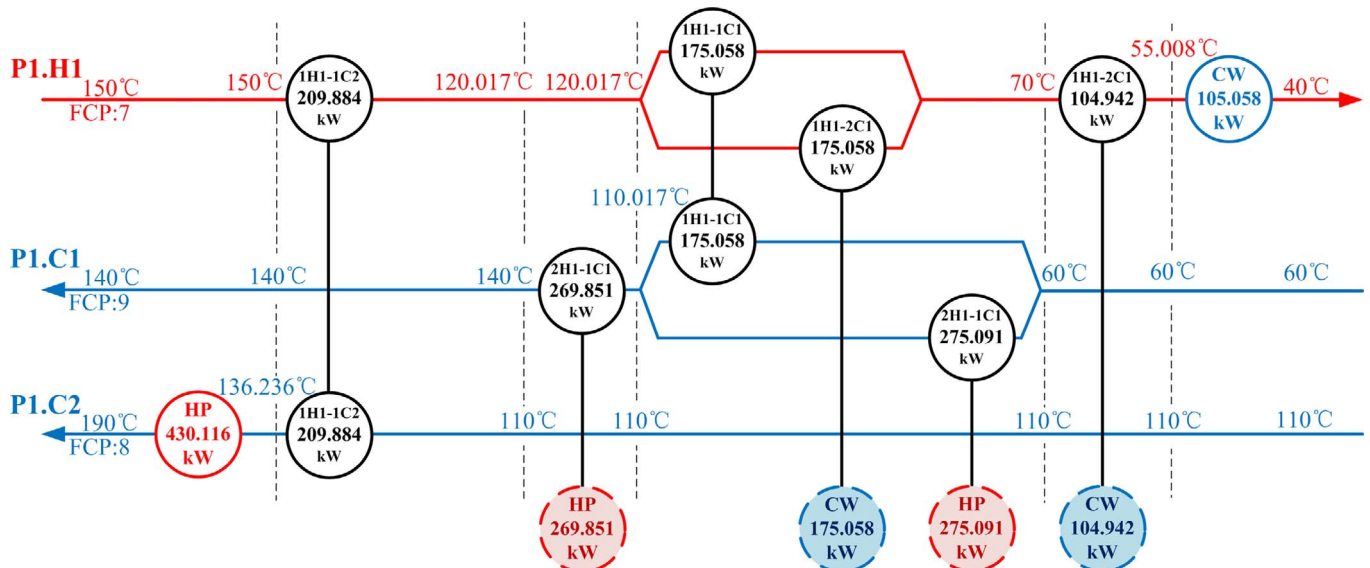 1H1-1C1
175.058
kW
55.008℃
P1.H1
150℃
FCP:7
150℃
1H1-1C2
209.884
kW
120.017℃
120.017℃
70℃
1H1-2C1
104.942
kW
CW
105.058
kW
40℃
1H1-2C1
175.058
kW
110.017℃
1H1-1C1
175.058
kW
P1.C1
140℃
FCP:9
140℃
140℃
2H1-1C1
269.851
kW
60℃
60℃
60℃
2H1-1C1
275.091
kW
P1.C2
190℃
FCP:8
HP
430.116
kW
136.236℃
1H1-1C2
209.884
kW
110℃
110℃
110℃
110℃
110℃
HP
269.851
kW
CW
175.058
kW
HP
275.091
kW
CW
104.942
kW